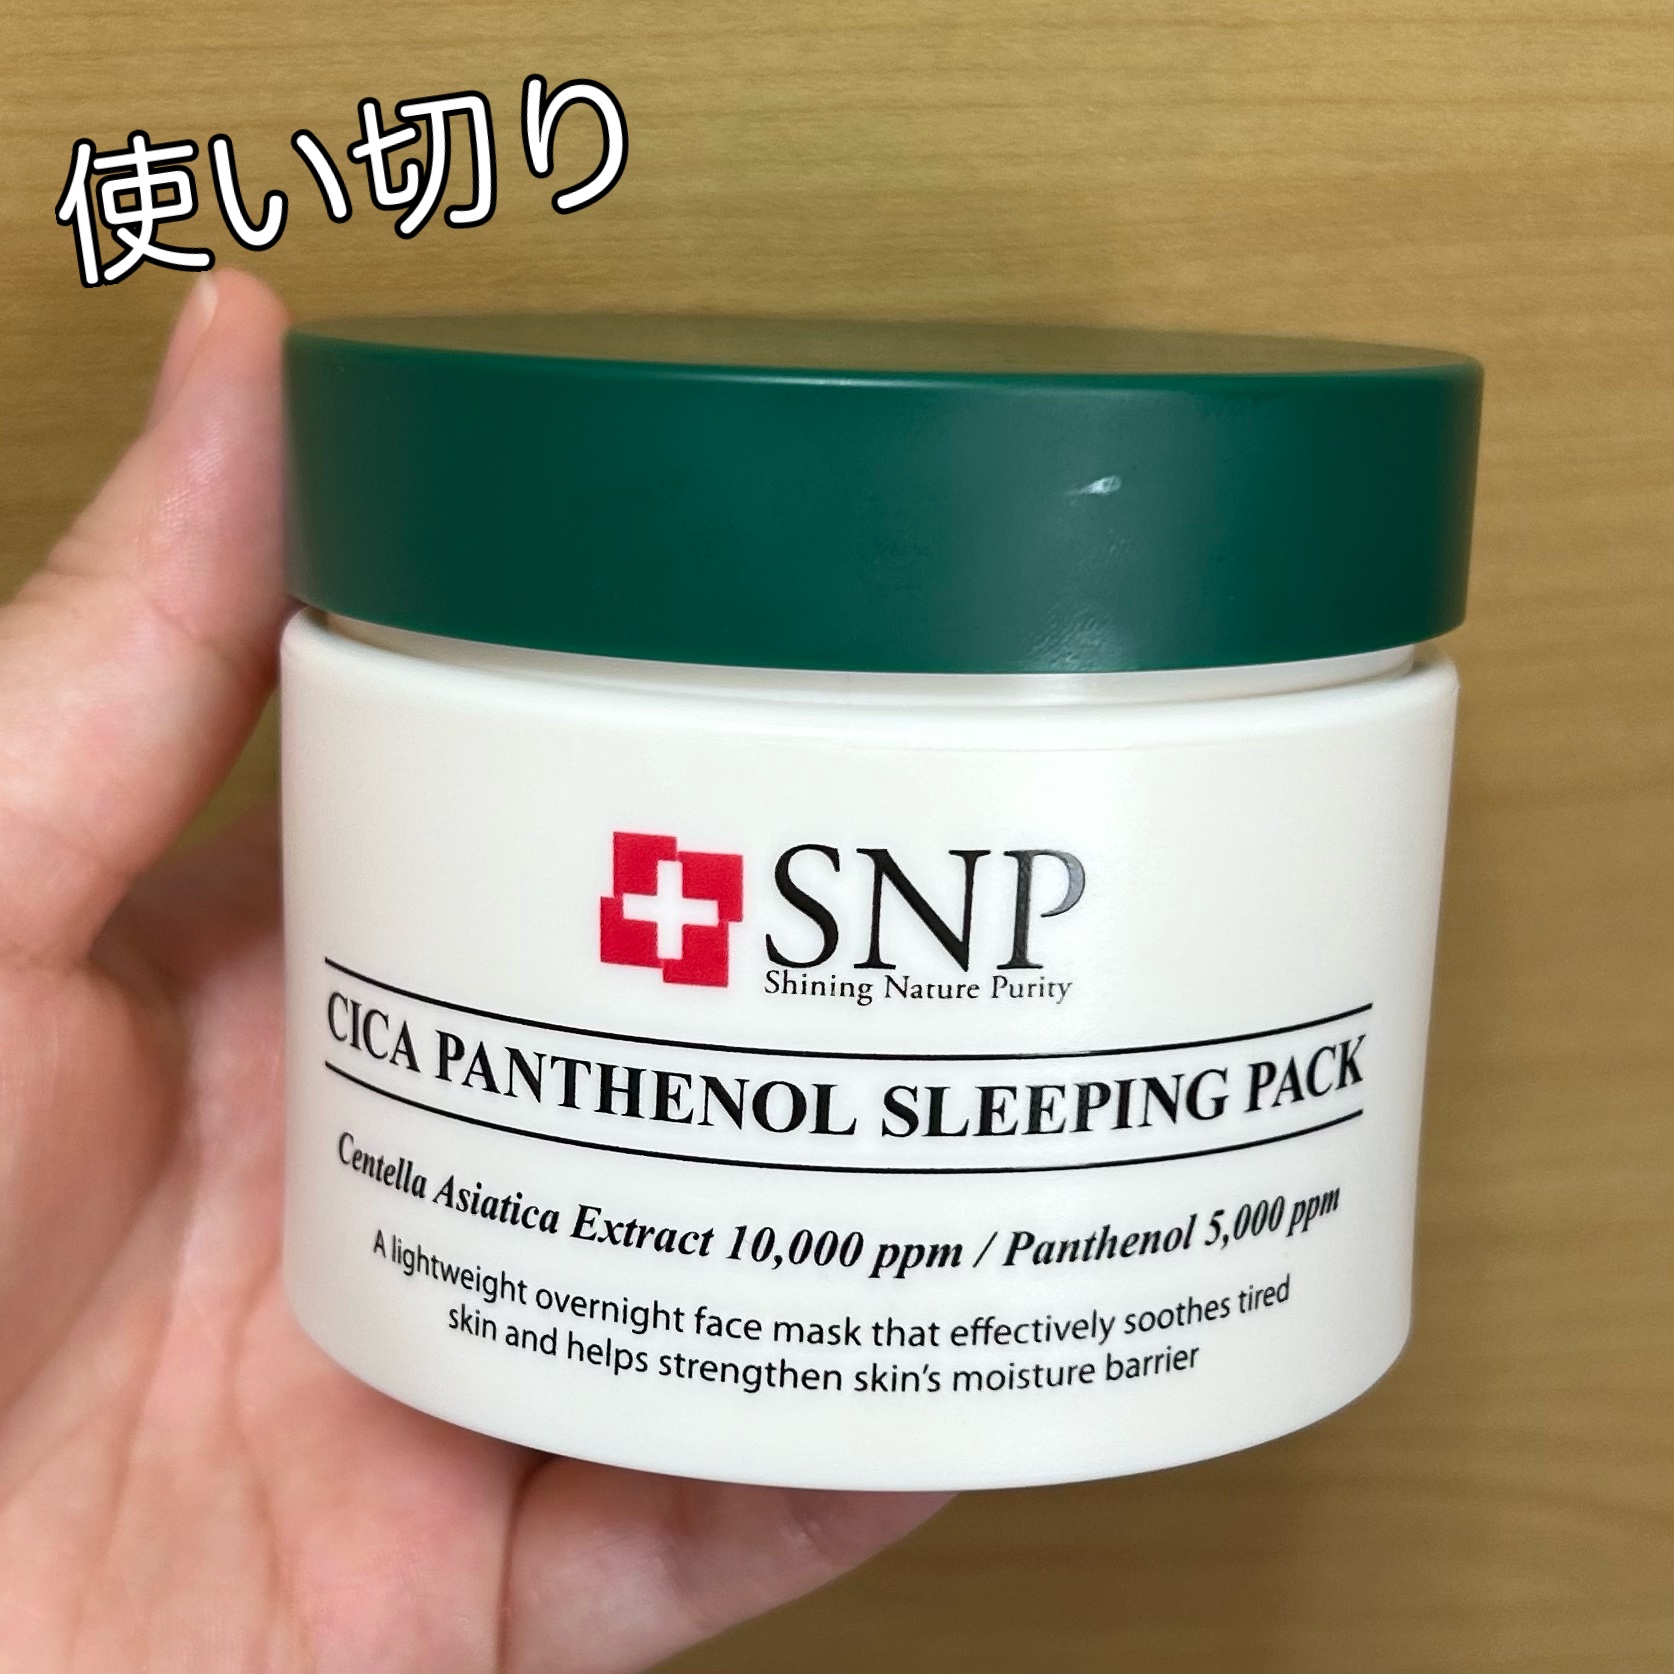 使い切り
SNP
Shining Nature Purity
CICA PANTHENOL SLEEPING PACK
Centella Asiatica Extract 10,000 ppm / Panthenol 5,000 ppm
A lightweight overnight face mask that effectively soothes tired
skin and helps strengthen skin's moisture barrier